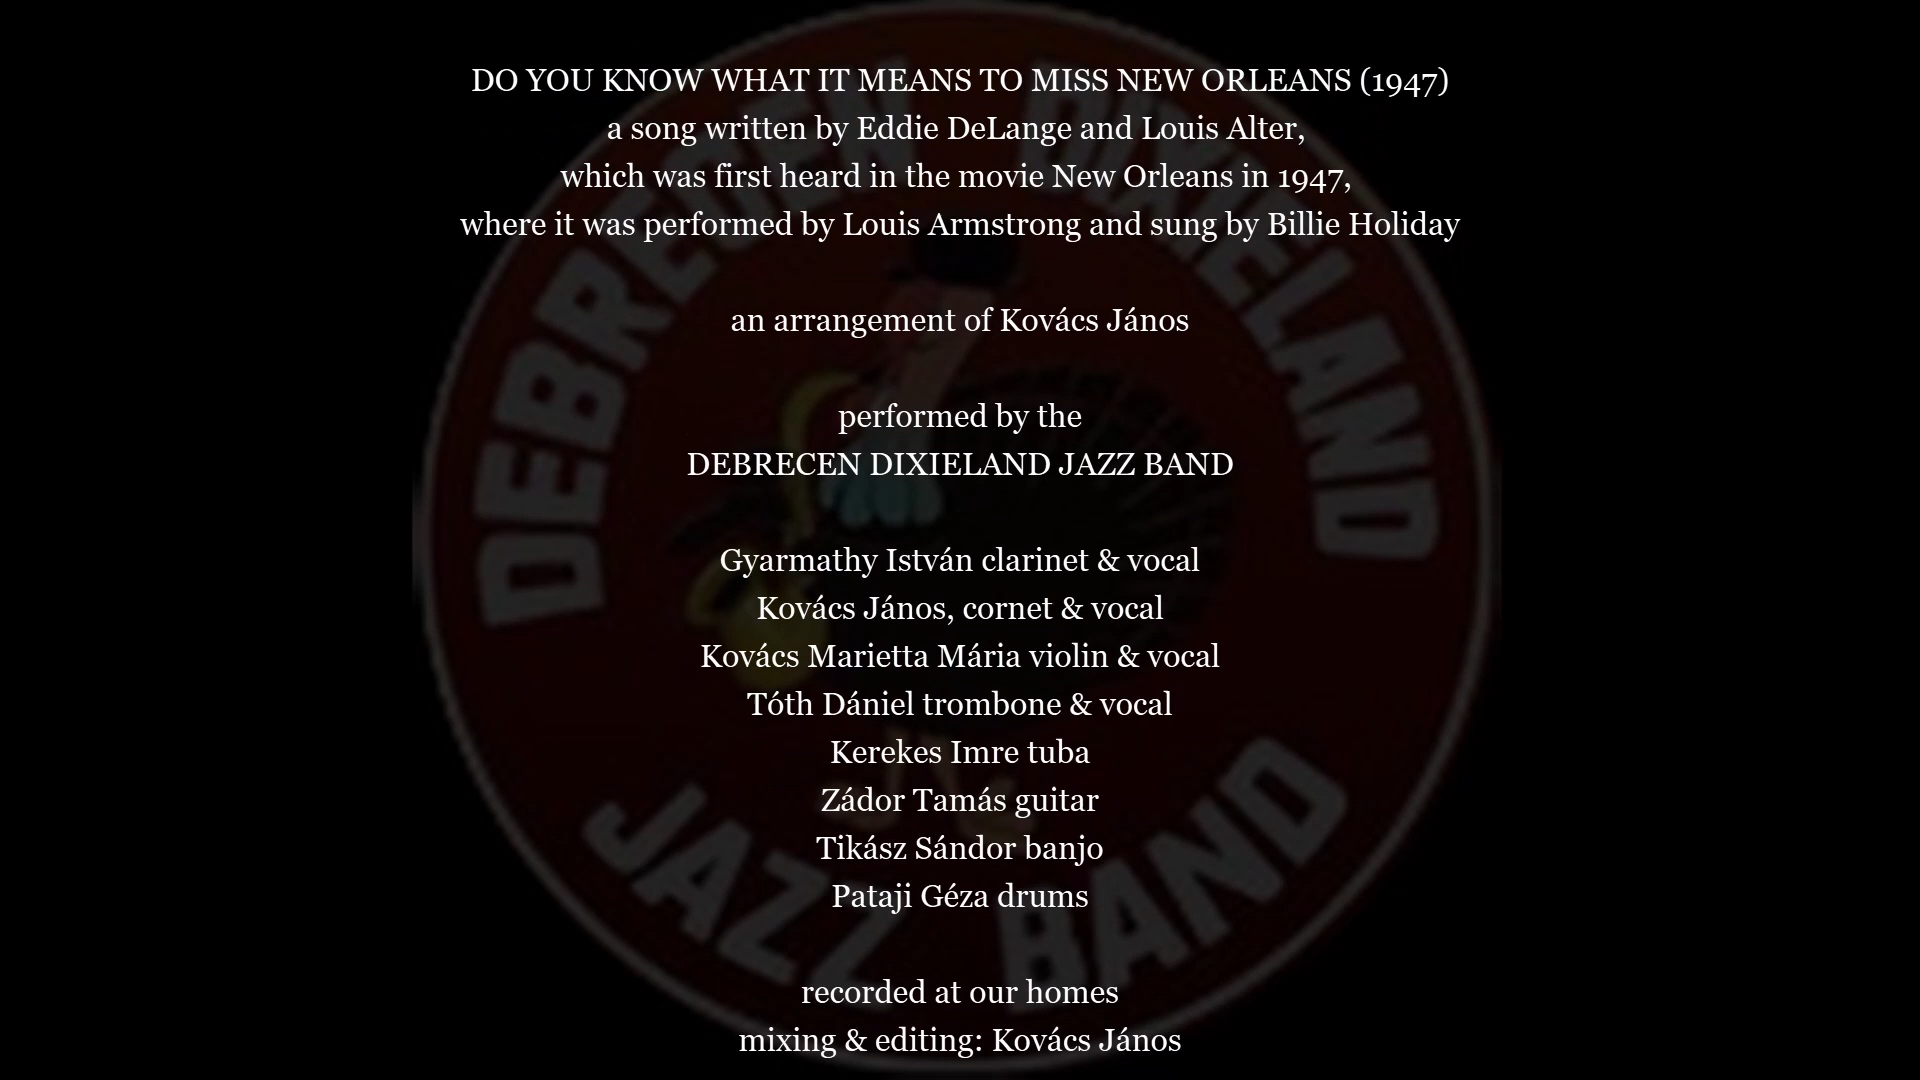 DO YOU KNOW WHAT IT MEANS TO MISS NEW ORLEANS (1947)
a song written by Eddie DeLange and Louis Alter,
which was first heard in the movie New Orleans in 1947,
where it was performed by Louis Armstrong and sung by Billie Holiday
an arrangement of Kovács János
performed by the
DEBRECEN DIXIELAND JAZZ BAND
Gyarmathy István clarinet & vocal
Kovács János, cornet & vocal
Kovács Marietta Mária violin & vocal
Tóth Dániel trombone & vocal
Kerekes Imre tuba
Zádor Tamás guitar
Tikász Sándor banjo
Pataji Géza drums
recorded at our homes
mixing & editing: Kovács János
DEBRECEN DIXIELAND
JAZZ BAND